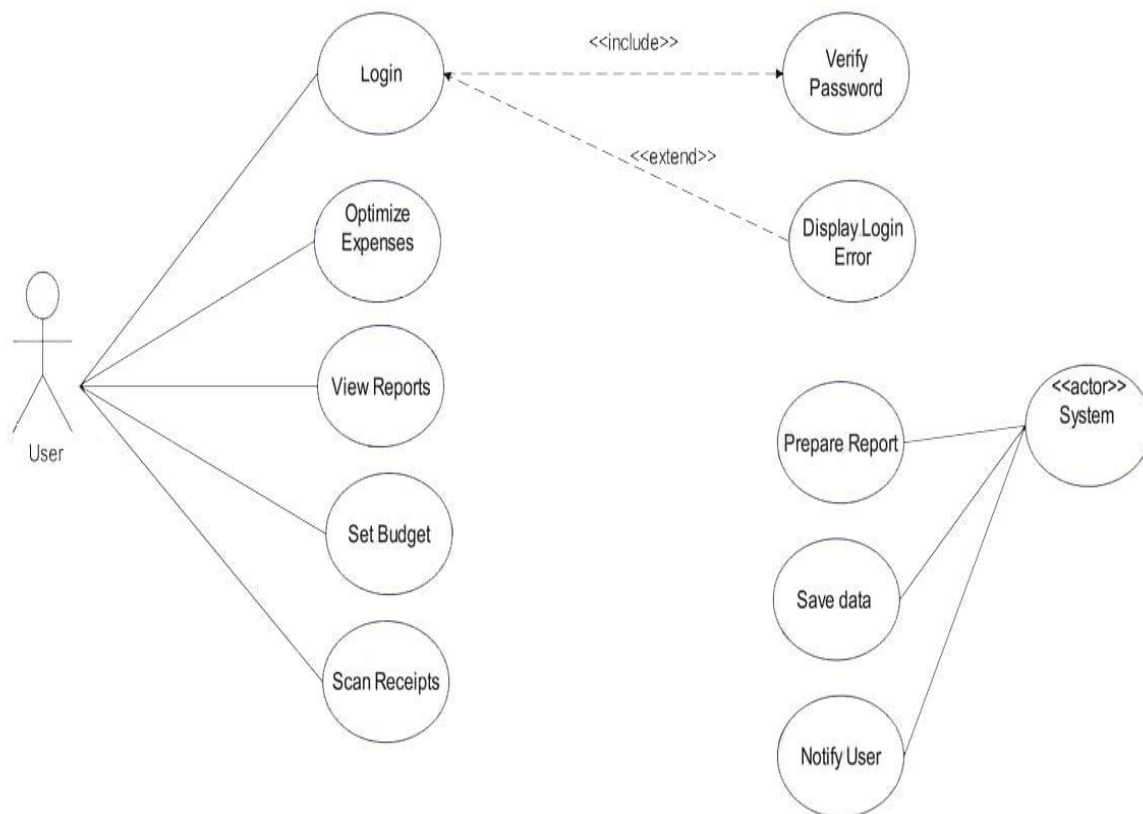 <<include>>
Login
Verify
Password
<<extend>>
Optimize
Expenses
Display Login
Error
View Reports
<<actor>>
System
User
Prepare Report
Set Budget
Save data
Scan Receipts
Notify User